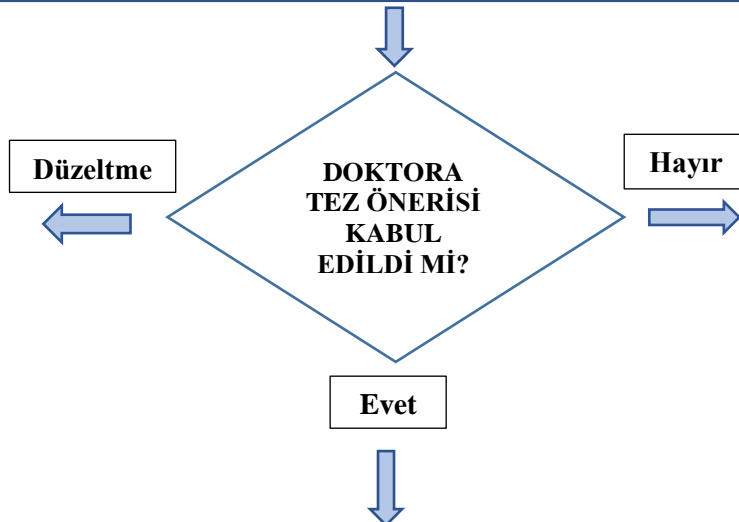 Düzeltme
DOKTORA
TEZ ÖNERİSİ
KABUL
EDİLDİ Mİ?
Hayır
Evet